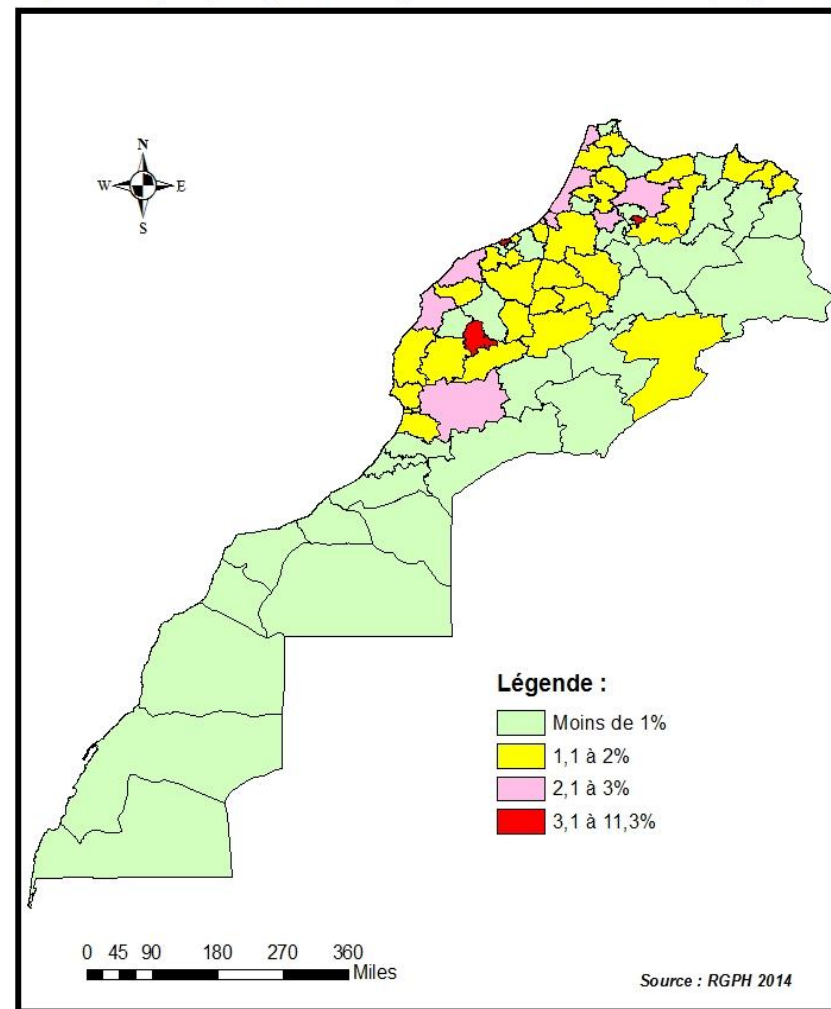 N
W E
S
Légende :
Moins de 1%
1,1 à 2%
2,1 à 3%
3,1 à 11,3%
0 45 90 180 270 360
Miles
Source : RGPH 2014